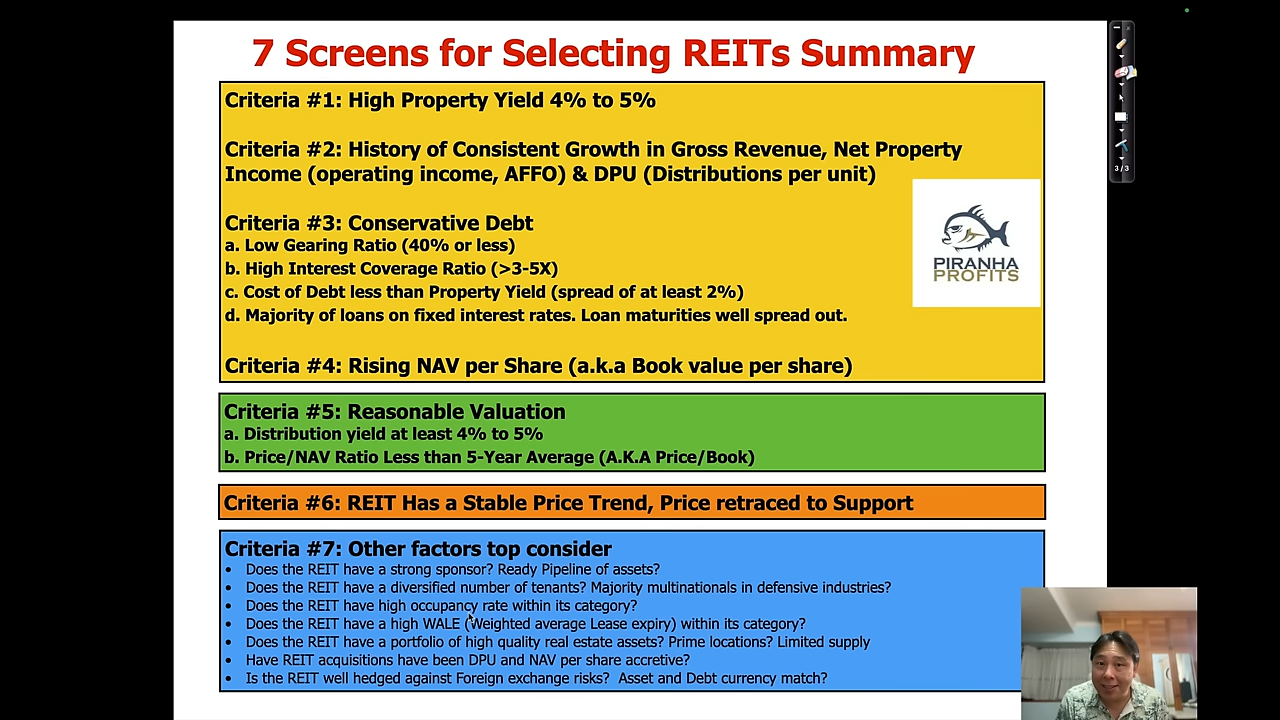 7 Screens for Selecting REITs Summary
Criteria #1: High Property Yield 4% to 5%
Criteria #2: History of Consistent Growth in Gross Revenue, Net Property
Income (operating income, AFFO) & DPU (Distributions per unit)
Criteria #3: Conservative Debt
a. Low Gearing Ratio (40% or less)
b. High Interest Coverage Ratio (>3-5X)
c. Cost of Debt less than Property Yield (spread of at least 2%)
d. Majority of loans on fixed interest rates. Loan maturities well spread out.
PIRANHA
PROFITS
Criteria #4: Rising NAV per Share (a.k.a Book value per share)
Criteria #5: Reasonable Valuation
a. Distribution yield at least 4% to 5%
b. Price/NAV Ratio Less than 5-Year Average (A.K.A Price/Book)
Criteria #6: REIT Has a Stable Price Trend, Price retraced to Support
Criteria #7: Other factors top consider
• Does the REIT have a strong sponsor? Ready Pipeline of assets?
• Does the REIT have a diversified number of tenants? Majority multinationals in defensive industries?
• Does the REIT have high occupancy rate within its category?
• Does the REIT have a high WALE (Weighted average Lease expiry) within its category?
• Does the REIT have a portfolio of high quality real estate assets? Prime locations? Limited supply
• Have REIT acquisitions have been DPU and NAV per share accretive?
• Is the REIT well hedged against Foreign exchange risks? Asset and Debt currency match?
3 / 3